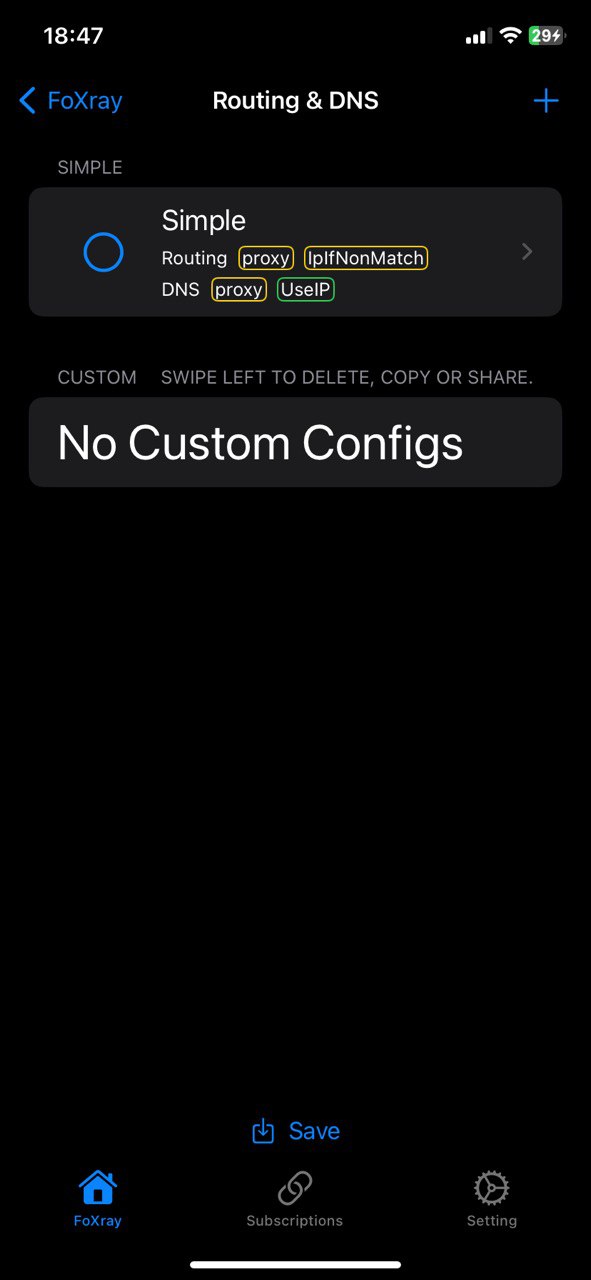 18:47
29
FoXray
Routing & DNS
SIMPLE
Simple
Routing proxy IpIfNonMatch
DNS proxy UseIP
CUSTOM SWIPE LEFT TO DELETE, COPY OR SHARE.
No Custom Configs
Save
FoXray Subscriptions Setting